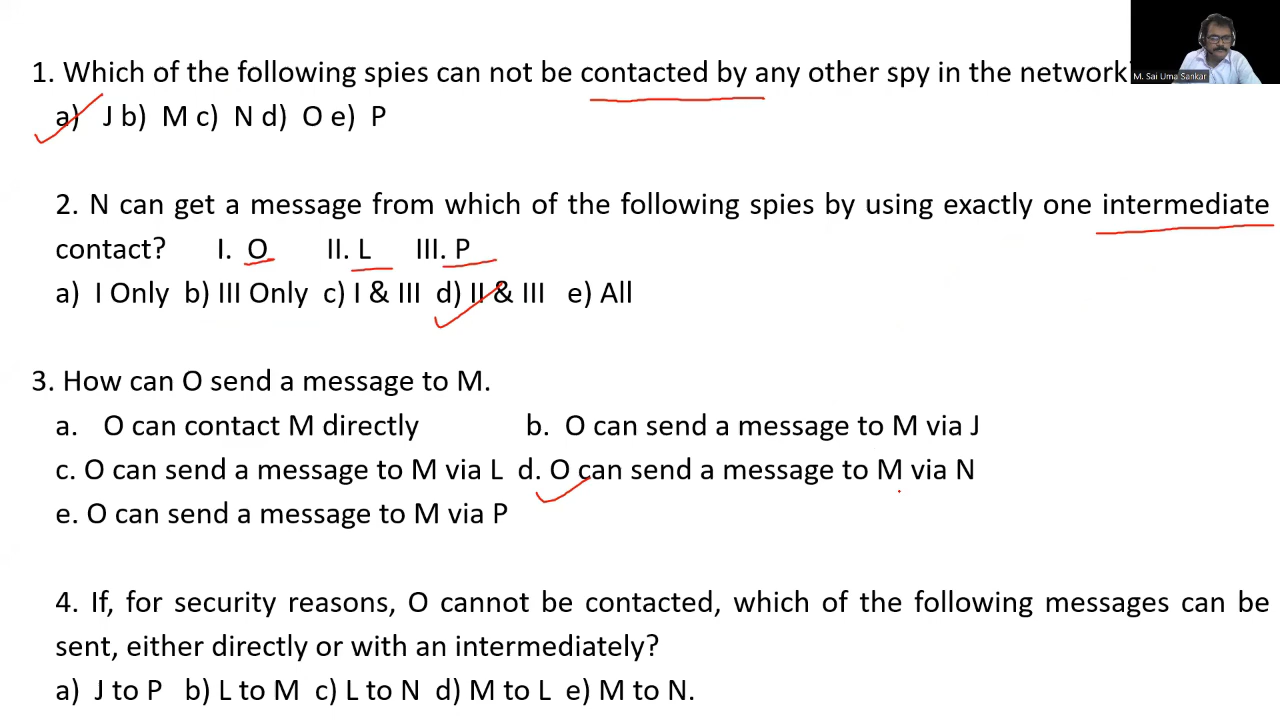 1. Which of the following spies can not be contacted by any other spy in the network
M. Sai Uma Sankar
a) J b) M c) N d) O e) P
2. N can get a message from which of the following spies by using exactly one intermediate
contact? I. O II. L III. P
a) I Only b) III Only c) I & III d) II & III e) All
3. How can O send a message to M.
a. O can contact M directly b. O can send a message to M via J
c. O can send a message to M via L d. O can send a message to M via N
e. O can send a message to M via P
4. If, for security reasons, O cannot be contacted, which of the following messages can be
sent, either directly or with an intermediately?
a) J to P b) L to M c) L to N d) M to L e) M to N.